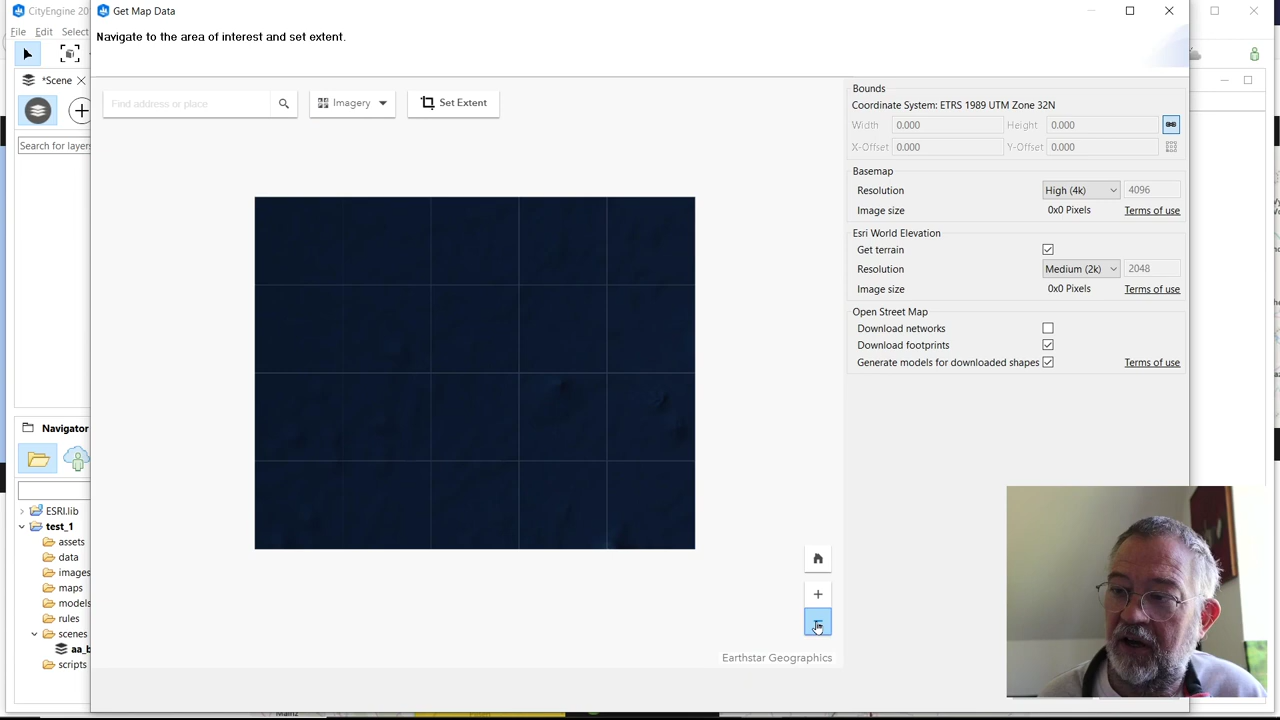 CityEngine 20
Get Map Data
File Edit Select
Navigate to the area of interest and set extent.
*Scene
Find address or place
Imagery
Set Extent
Search for layers
Bounds
Coordinate System: ETRS 1989 UTM Zone 32N
Width 0.000 Height 0.000
X-Offset 0.000 Y-Offset 0.000
Basemap
Resolution High (4k) 4096
Image size 0x0 Pixels Terms of use
Esri World Elevation
Get terrain
Resolution Medium (2k) 2048
Image size 0x0 Pixels Terms of use
Open Street Map
Download networks
Download footprints
Generate models for downloaded shapes Terms of use
Navigator
ESRI.lib
test_1
assets
data
images
maps
models
rules
scenes
aa_b
scripts
Earthstar Geographics